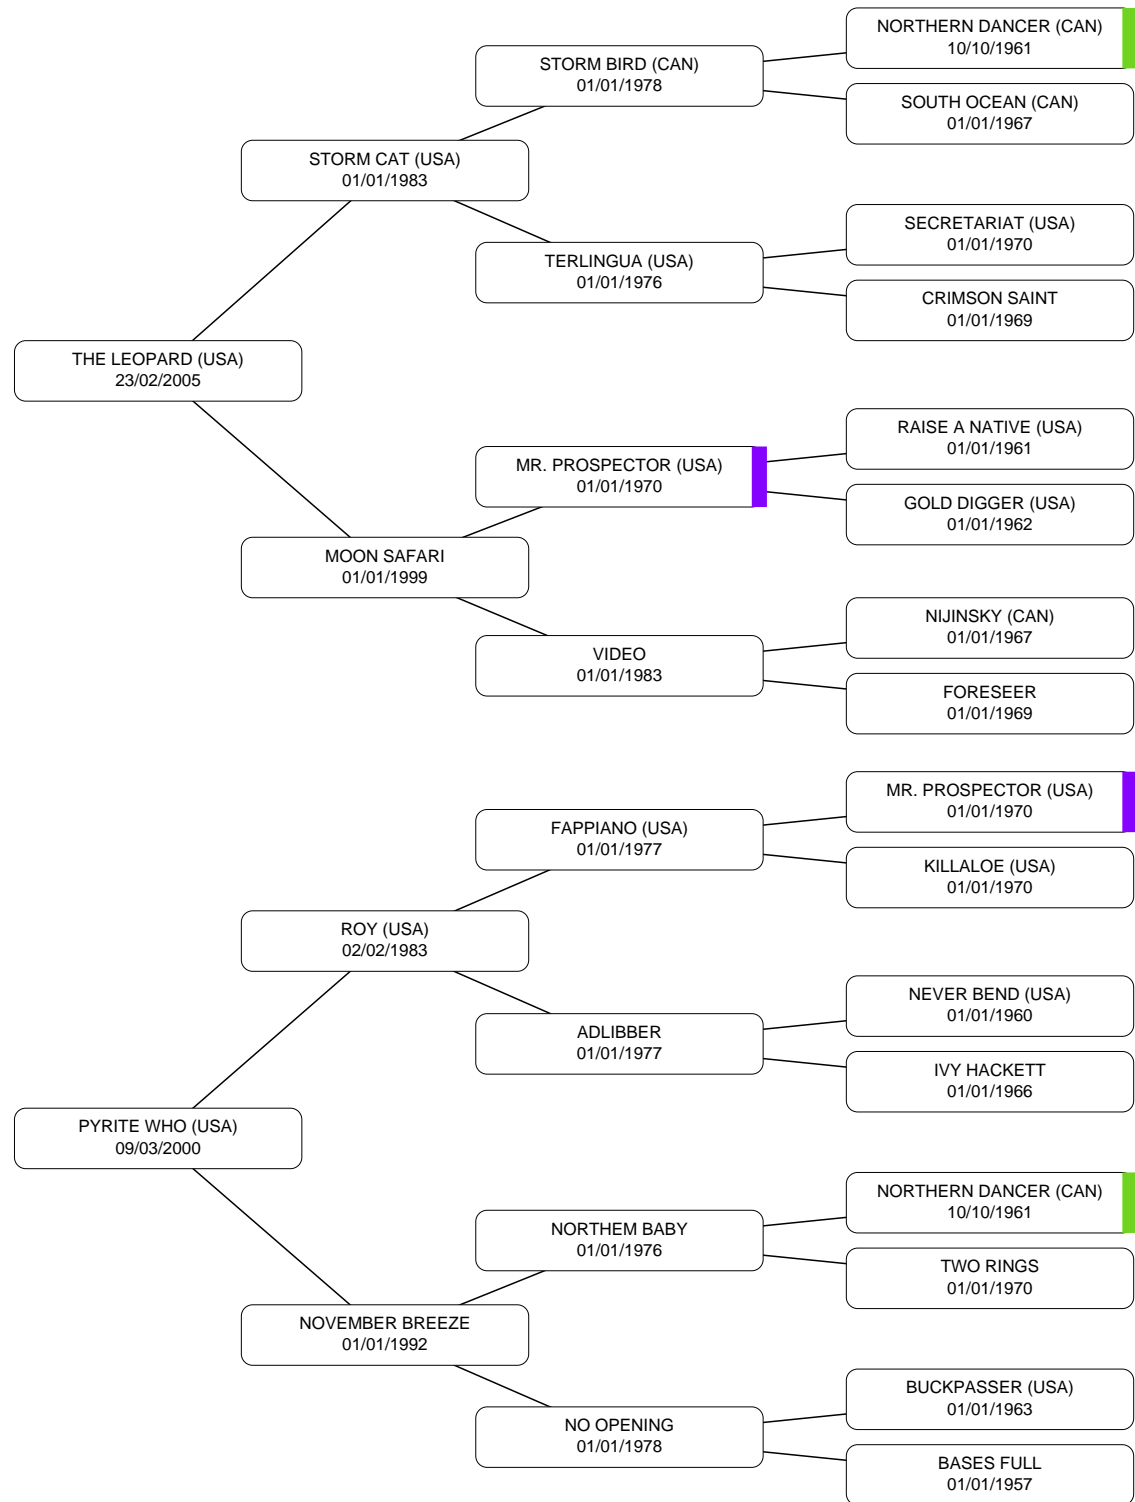 NORTHERN DANCER (CAN)
10/10/1961
STORM BIRD (CAN)
01/01/1978
SOUTH OCEAN (CAN)
01/01/1967
STORM CAT (USA)
01/01/1983
SECRETARIAT (USA)
01/01/1970
TERLINGUA (USA)
01/01/1976
CRIMSON SAINT
01/01/1969
THE LEOPARD (USA)
23/02/2005
RAISE A NATIVE (USA)
01/01/1961
MR. PROSPECTOR (USA)
01/01/1970
GOLD DIGGER (USA)
01/01/1962
MOON SAFARI
01/01/1999
NIJINSKY (CAN)
01/01/1967
VIDEO
01/01/1983
FORESEER
01/01/1969
MR. PROSPECTOR (USA)
01/01/1970
FAPPIANO (USA)
01/01/1977
KILLALOE (USA)
01/01/1970
ROY (USA)
02/02/1983
NEVER BEND (USA)
01/01/1960
ADLIBBER
01/01/1977
IVY HACKETT
01/01/1966
PYRITE WHO (USA)
09/03/2000
NORTHERN DANCER (CAN)
10/10/1961
NORTHEM BABY
01/01/1976
TWO RINGS
01/01/1970
NOVEMBER BREEZE
01/01/1992
BUCKPASSER (USA)
01/01/1963
NO OPENING
01/01/1978
BASES FULL
01/01/1957